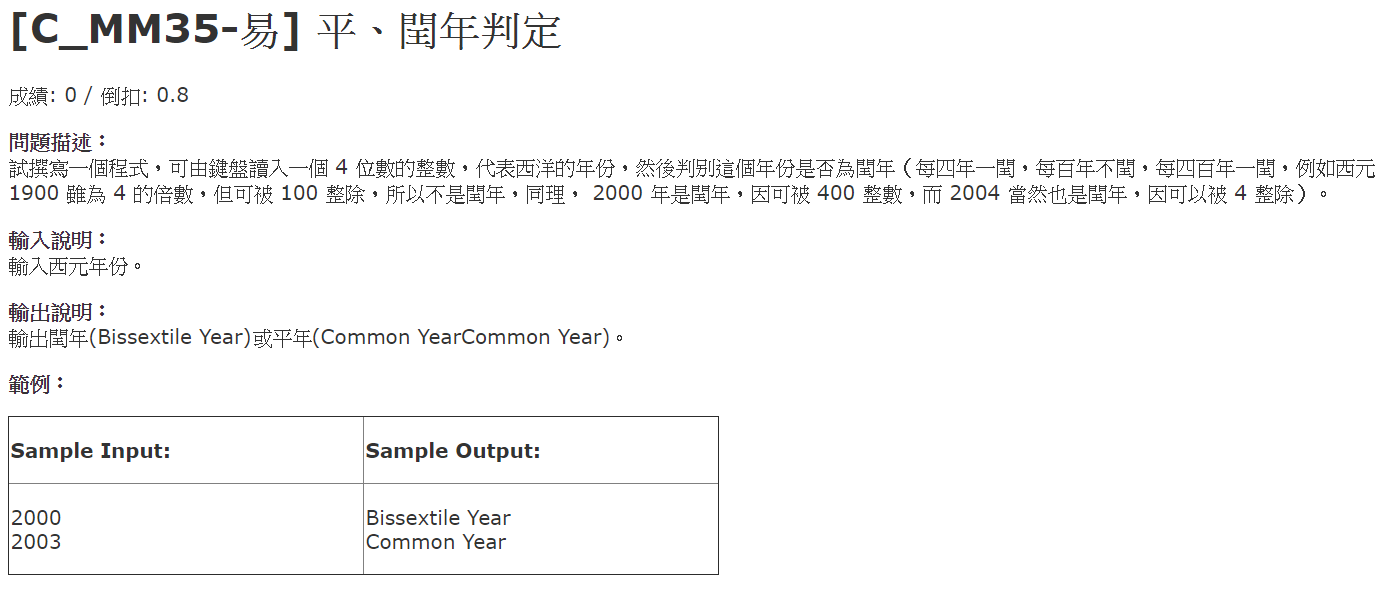 [C_MM35-易] 平、閏年判定
成績: 0 / 倒扣: 0.8
問題描述：
試撰寫一個程式，可由鍵盤讀入一個 4 位數的整數，代表西洋的年份，然後判別這個年份是否為閏年（每四年一閏，每百年不閏，每四百年一閏，例如西元
1900 雖為 4 的倍數，但可被 100 整除，所以不是閏年，同理， 2000 年是閏年，因可被 400 整數，而 2004 當然也是閏年，因可以被 4 整除）。
輸入說明：
輸入西元年份。
輸出說明：
輸出閏年(Bissextile Year)或平年(Common YearCommon Year)。
範例：
Sample Input:
Sample Output:
2000
2003
Bissextile Year
Common Year